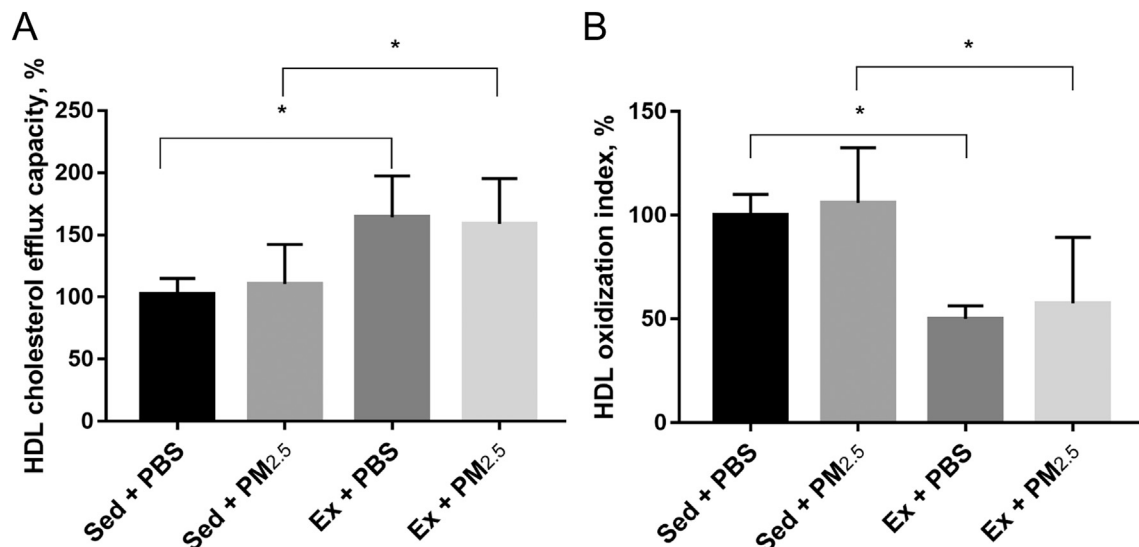 A
HDL cholesterol efflux capacity, %
250
200
150
100
50
0
*
*
Sed + PBS
Sed + PM2.5
Ex + PBS
Ex + PM2.5
B
HDL oxidization index, %
150
100
50
0
*
*
Sed + PBS
Sed + PM2.5
Ex + PBS
Ex + PM2.5